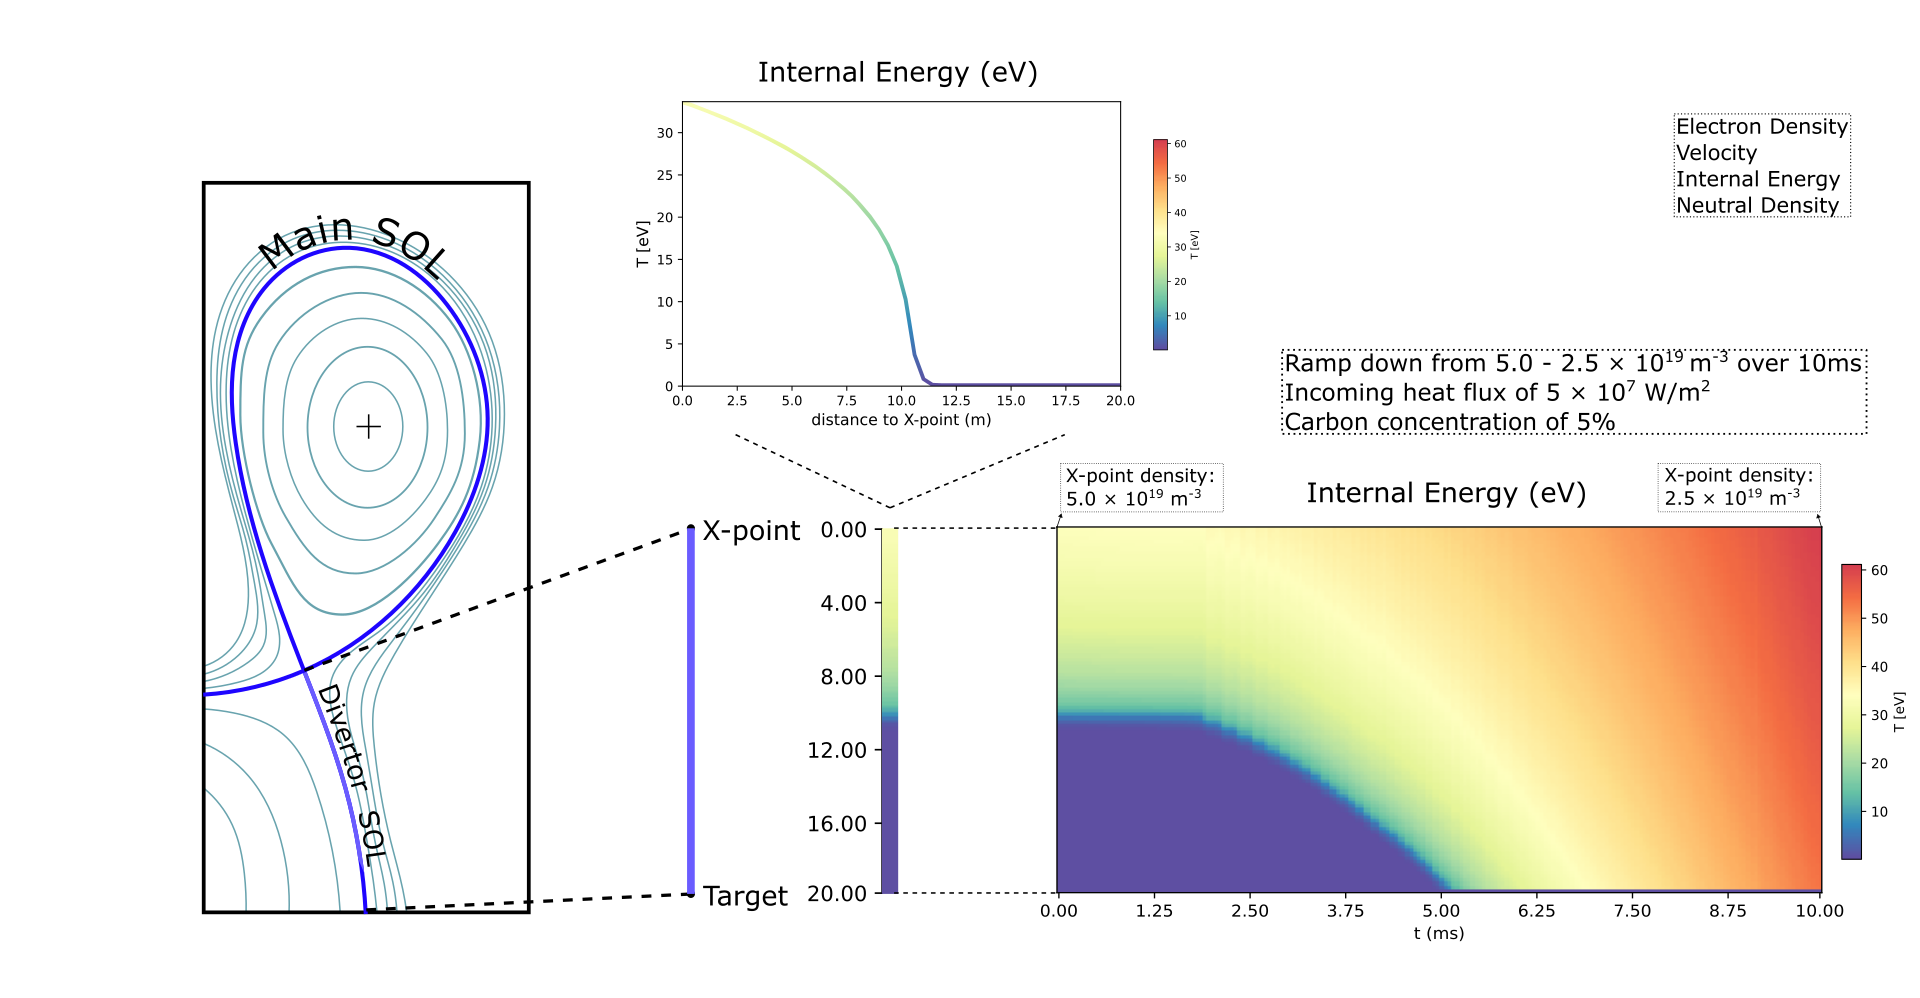 Internal Energy (eV)
30
25
20
15
10
5
0
T [eV]
0.0 2.5 5.0 7.5 10.0 12.5 15.0 17.5 20.0
distance to X-point (m)
60
50
40
30
20
10
T [eV]
Electron Density
Velocity
Internal Energy
Neutral Density
Main SOL
Divertor SOL
Ramp down from 5.0 - 2.5 × 10¹⁹ m⁻³ over 10ms
Incoming heat flux of 5 × 10⁷ W/m²
Carbon concentration of 5%
X-point
Target
0.00
4.00
8.00
12.00
16.00
20.00
X-point density:
5.0 × 10¹⁹ m⁻³
Internal Energy (eV)
X-point density:
2.5 × 10¹⁹ m⁻³
0.00 1.25 2.50 3.75 5.00 6.25 7.50 8.75 10.00
t (ms)
60
50
40
30
20
10
T [eV]